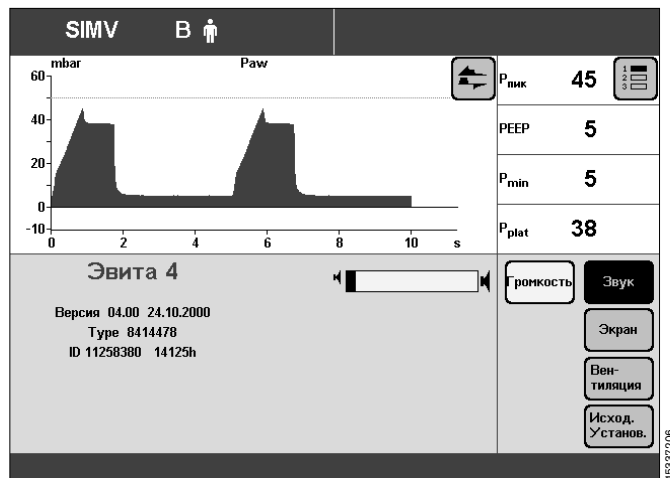 SIMV В
mbar Paw
60
40
20
0
-10
0 2 4 6 8 10 s
Pпик 45
1
2
3
PEEP 5
Pmin 5
Pplat 38
Эвита 4
Версия 04.00 24.10.2000
Type 8414478
ID 11258380 14125h
Громкость
Звук
Экран
Вен-
тиляция
Исход.
Установ.